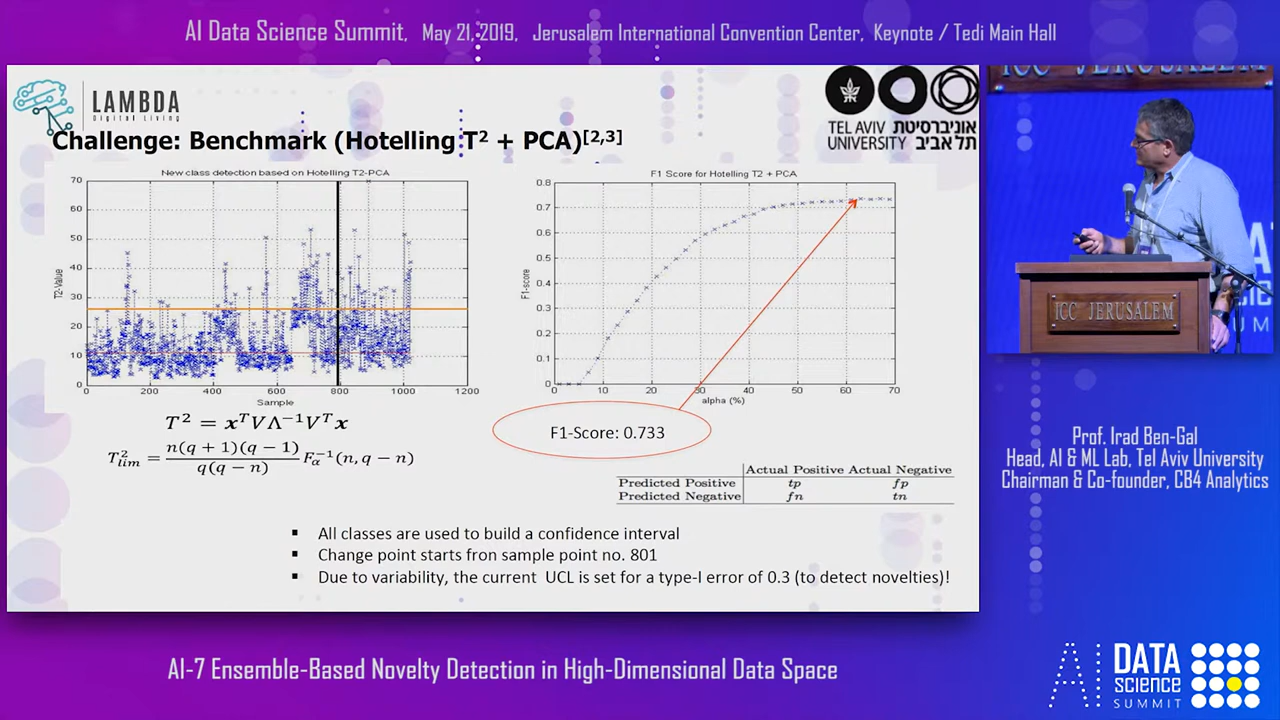 AI Data Science Summit, May 21, 2019, Jerusalem International Convention Center, Keynote / Tedi Main Hall
LAMBDA
Digital Living
TEL AVIV אוניברסיטת
UNIVERSITY תל אביב
Challenge: Benchmark (Hotelling T² + PCA)[2,3]
New class detection based on Hotelling T2-PCA
T2-Value
70
60
50
40
30
20
10
0
0 200 400 600 800 1000 1200
Sample
F1 Score for Hotelling T2 + PCA
F1-score
0.8
0.7
0.6
0.5
0.4
0.3
0.2
0.1
0
0 10 20 30 40 50 60 70
alpha (%)
T² = xᵀVΛ⁻¹Vᵀx
T²lim = n(q + 1)(q − 1) / q(q − n) Fα⁻¹(n, q − n)
F1-Score: 0.733
Actual Positive Actual Negative
Predicted Positive tp fp
Predicted Negative fn tn
▪ All classes are used to build a confidence interval
▪ Change point starts fron sample point no. 801
▪ Due to variability, the current UCL is set for a type-I error of 0.3 (to detect novelties)!
ICC JERUSALEM
ICC JERUSALEM
Prof. Irad Ben-Gal
Head, AI & ML Lab, Tel Aviv University
Chairman & Co-founder, CB4 Analytics
AI-7 Ensemble-Based Novelty Detection in High-Dimensional Data Space
AI DATA
SCIENCE
SUMMIT